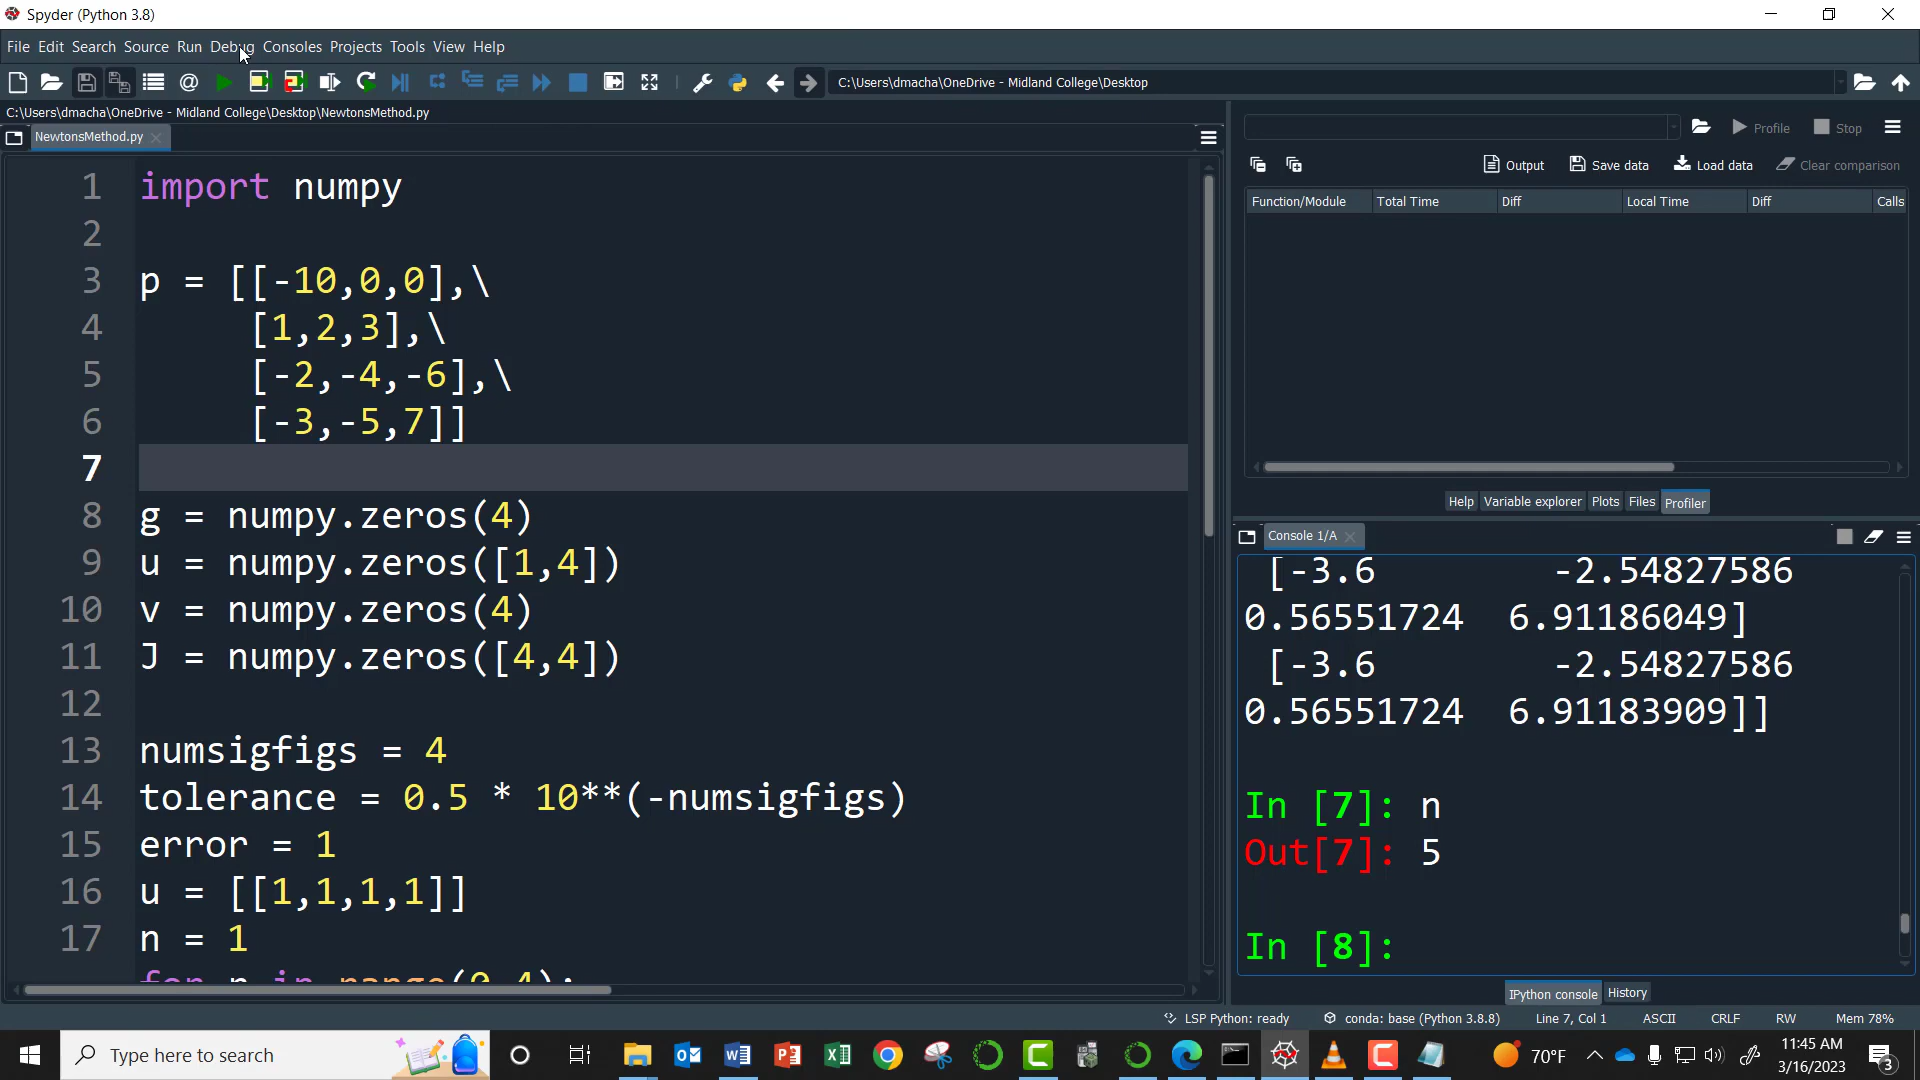 Spyder (Python 3.8)
File Edit Search Source Run Debug Consoles Projects Tools View Help
C:\Users\dmacha\OneDrive - Midland College\Desktop
C:\Users\dmacha\OneDrive - Midland College\Desktop\NewtonsMethod.py
NewtonsMethod.py
1 import numpy
2
3 p = [[-10,0,0],\
4 [1,2,3],\
5 [-2,-4,-6],\
6 [-3,-5,7]]
7
8 g = numpy.zeros(4)
9 u = numpy.zeros([1,4])
10 v = numpy.zeros(4)
11 J = numpy.zeros([4,4])
12
13 numsigfigs = 4
14 tolerance = 0.5 * 10**(-numsigfigs)
15 error = 1
16 u = [[1,1,1,1]]
17 n = 1
Profile Stop
Output Save data Load data Clear comparison
Function/Module Total Time Diff Local Time Diff Calls
Help Variable explorer Plots Files Profiler
Console 1/A
[-3.6 -2.54827586
0.56551724 6.91186049]
[-3.6 -2.54827586
0.56551724 6.91183909]]
In [7]: n
Out[7]: 5
In [8]:
IPython console History
LSP Python: ready conda: base (Python 3.8.8) Line 7, Col 1 ASCII CRLF RW Mem 78%
Type here to search
70°F
11:45 AM
3/16/2023
3